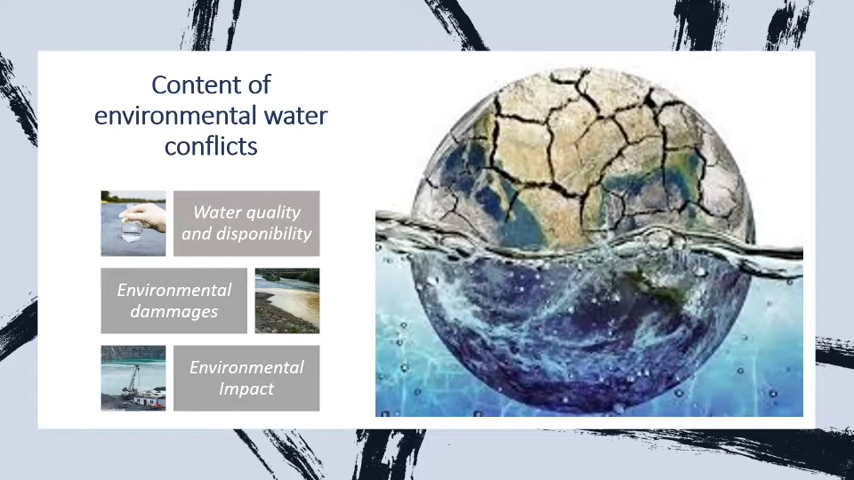 Content of
environmental water
conflicts
Water quality
and disponibility
Environmental
dammages
Environmental
Impact